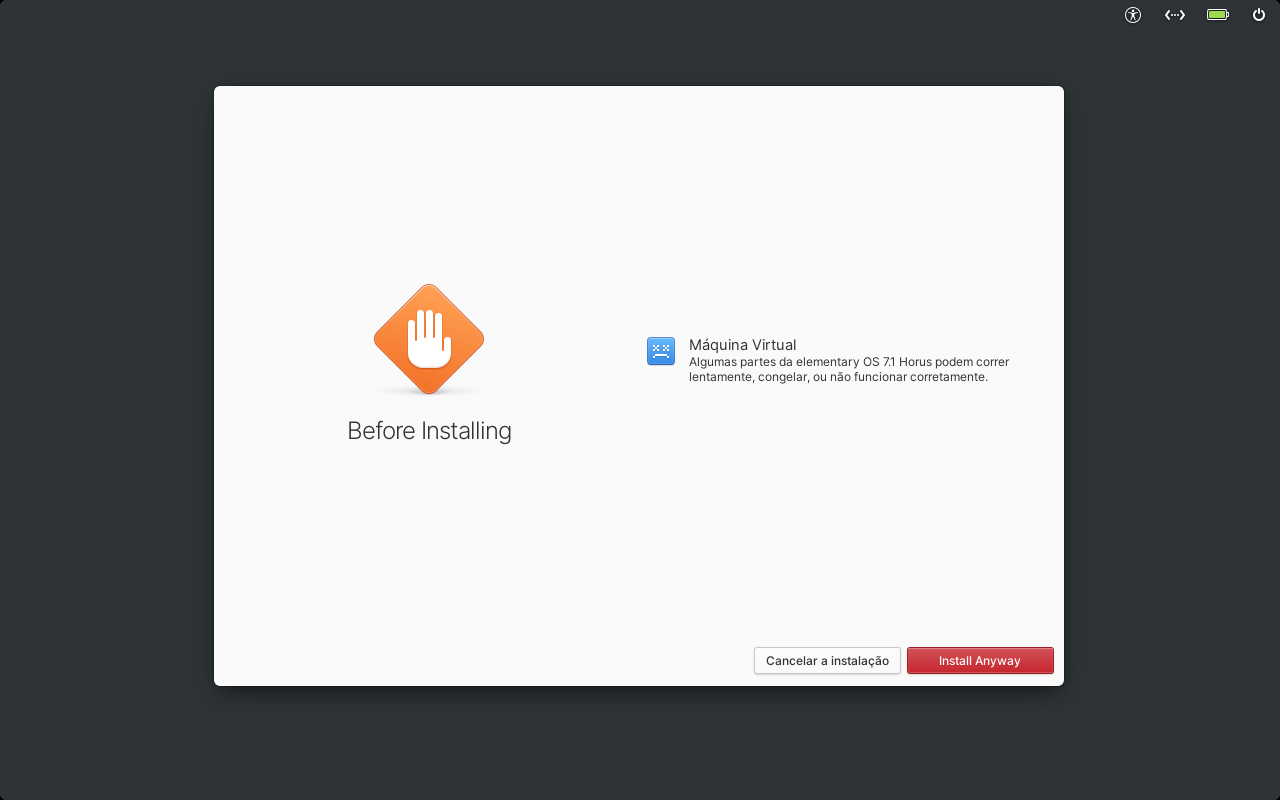 Before Installing
Máquina Virtual
Algumas partes da elementary OS 7.1 Horus podem correr
lentamente, congelar, ou não funcionar corretamente.
Cancelar a instalação
Install Anyway